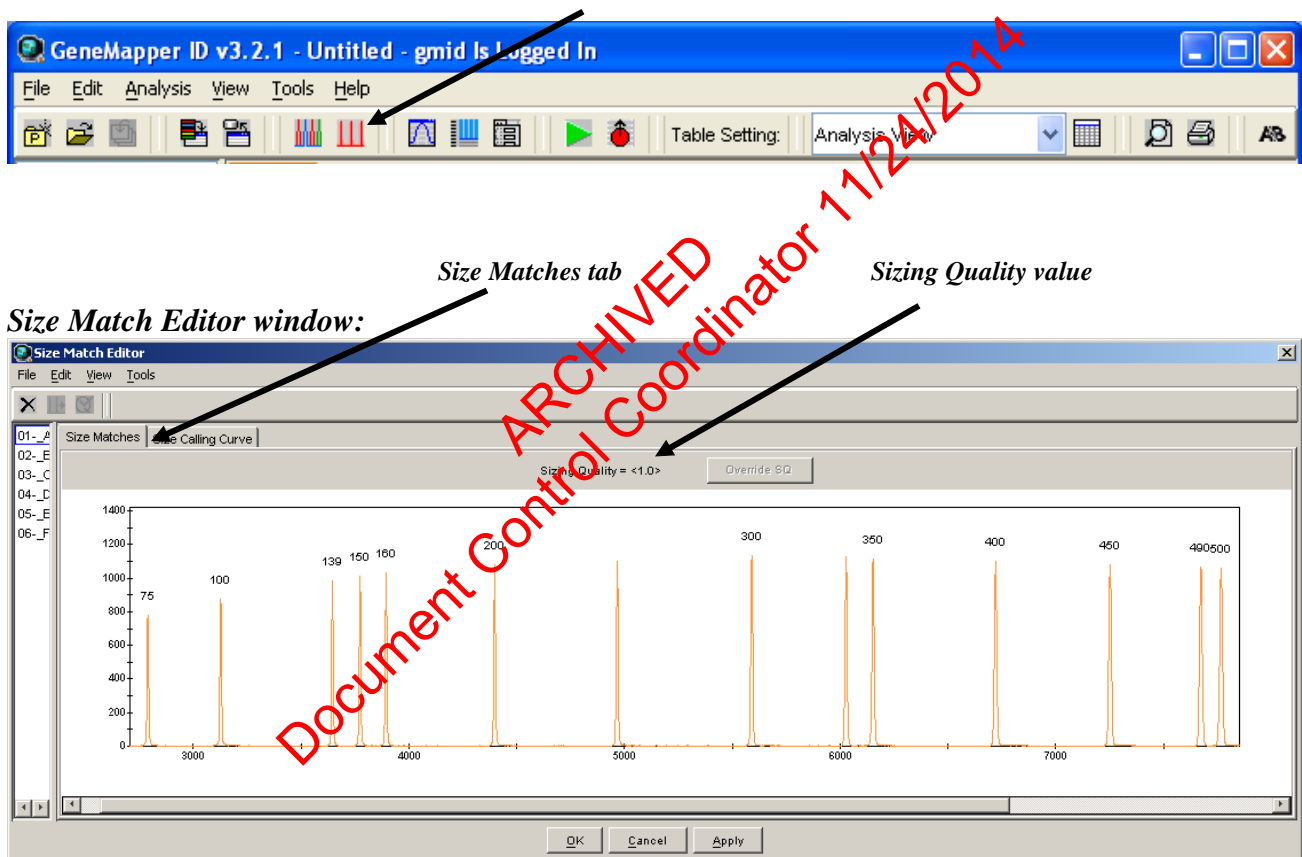 GeneMapper ID v3.2.1 - Untitled - gmid Is Logged In
File Edit Analysis View Tools Help
Table Setting: Analysis View
Size Matches tab
Sizing Quality value
Size Match Editor window:
Size Match Editor
File Edit View Tools
Size Matches Size Calling Curve
01-_A
02-_E
03-_C
04-_D
05-_E
06-_F
Sizing Quality = <1.0>
Override SQ
1400
1200
1000
800
600
400
200
0
75
100
139
150
160
200
300
350
400
450
490
500
3000
4000
5000
6000
7000
OK Cancel Apply
ARCHIVED
Document Control Coordinator 11/24/2014